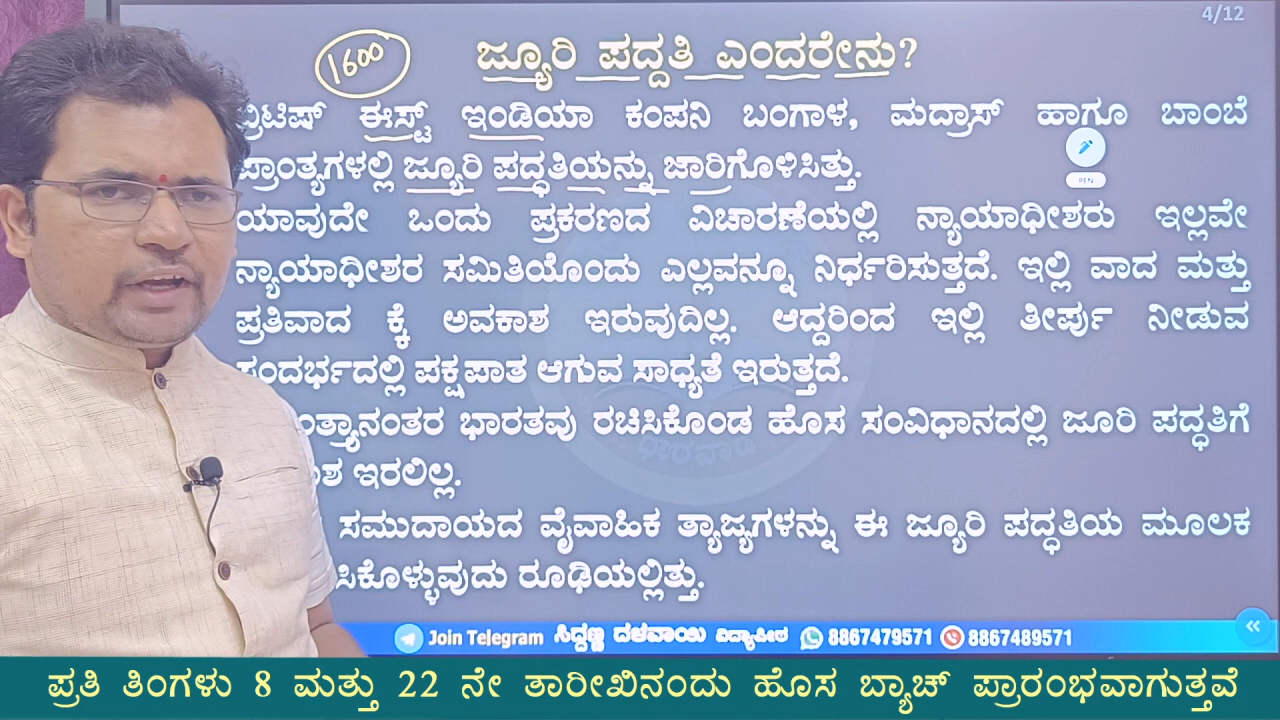 4/12
1600
ಜ್ಯೂರಿ ಪದ್ದತಿ ಎಂದರೇನು?
ಬ್ರಿಟಿಷ್ ಈಸ್ಟ್ ಇಂಡಿಯಾ ಕಂಪನಿ ಬಂಗಾಳ, ಮದ್ರಾಸ್ ಹಾಗೂ ಬಾಂಬೆ
ಪ್ರಾಂತ್ಯಗಳಲ್ಲಿ ಜ್ಯೂರಿ ಪದ್ಧತಿಯನ್ನು ಜಾರಿಗೊಳಿಸಿತ್ತು.
PEN
ಯಾವುದೇ ಒಂದು ಪ್ರಕರಣದ ವಿಚಾರಣೆಯಲ್ಲಿ ನ್ಯಾಯಾಧೀಶರು ಇಲ್ಲವೇ
ನ್ಯಾಯಾಧೀಶರ ಸಮಿತಿಯೊಂದು ಎಲ್ಲವನ್ನೂ ನಿರ್ಧರಿಸುತ್ತದೆ. ಇಲ್ಲಿ ವಾದ ಮತ್ತು
ಪ್ರತಿವಾದ ಕ್ಕೆ ಅವಕಾಶ ಇರುವುದಿಲ್ಲ. ಆದ್ದರಿಂದ ಇಲ್ಲಿ ತೀರ್ಪು ನೀಡುವ
ಸಂದರ್ಭದಲ್ಲಿ ಪಕ್ಷಪಾತ ಆಗುವ ಸಾಧ್ಯತೆ ಇರುತ್ತದೆ.
ಭಾರತವು ರಚಿಸಿಕೊಂಡ ಹೊಸ ಸಂವಿಧಾನದಲ್ಲಿ ಜೂರಿ ಪದ್ಧತಿಗೆ
ಇರಲಿಲ್ಲ.
ಧಾರವಾಡ
ಸಮುದಾಯದ ವೈವಾಹಿಕ ತ್ಯಾಜ್ಯಗಳನ್ನು ಈ ಜ್ಯೂರಿ ಪದ್ಧತಿಯ ಮೂಲಕ
ರೂಢಿಯಲ್ಲಿತ್ತು.
Join Telegram ಸಿದ್ದಣ್ಣ ದಳವಾಯಿ ವಿದ್ಯಾಪೀಠ 8867479571 8867489571
ಪ್ರತಿ ತಿಂಗಳು 8 ಮತ್ತು 22 ನೇ ತಾರೀಖಿನಂದು ಹೊಸ ಬ್ಯಾಚ್ ಪ್ರಾರಂಭವಾಗುತ್ತವೆ